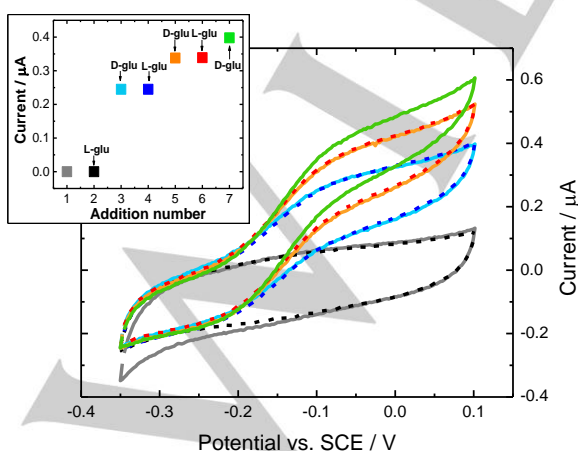 D-glu L-glu
D-glu
D-glu L-glu
L-glu
0.4
0.3
0.2
0.1
0.0
Current / µA
1 2 3 4 5 6 7
Addition number
0.6
0.4
0.2
0.0
-0.2
-0.4
Current / µA
-0.4 -0.3 -0.2 -0.1 0.0 0.1
Potential vs. SCE / V